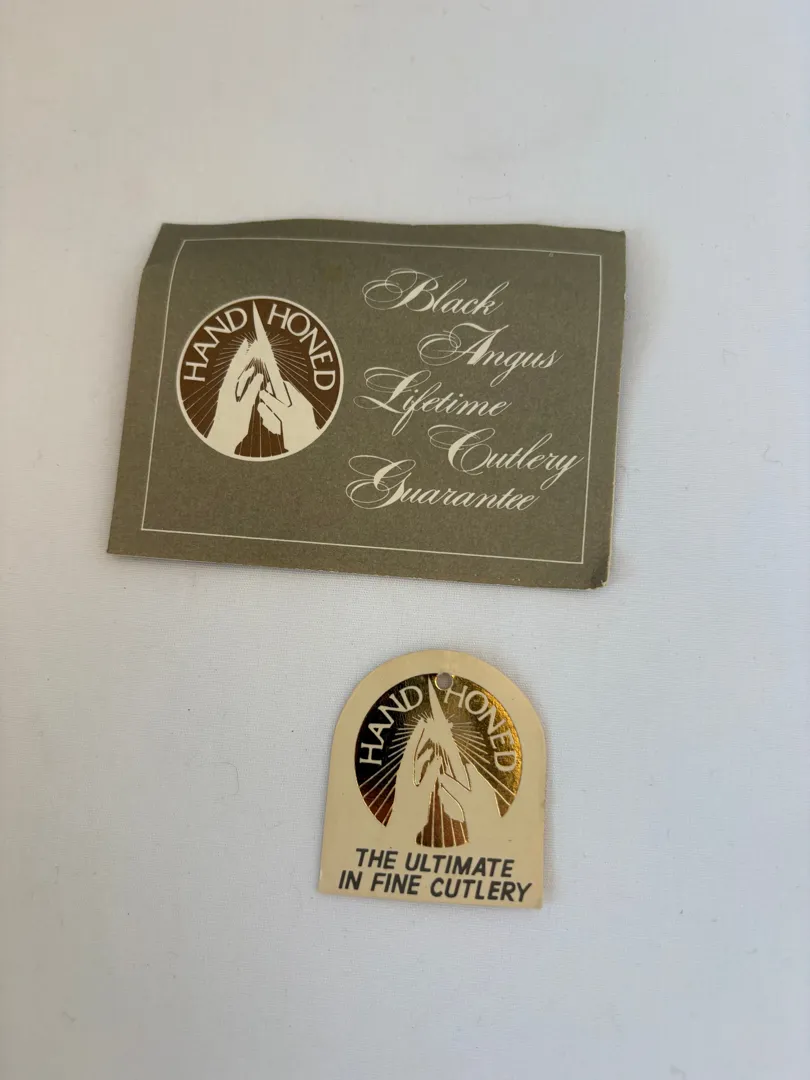 HAND HONED
Black
Angus
Lifetime
Cutlery
Guarantee
HAND HONED
THE ULTIMATE
IN FINE CUTLERY